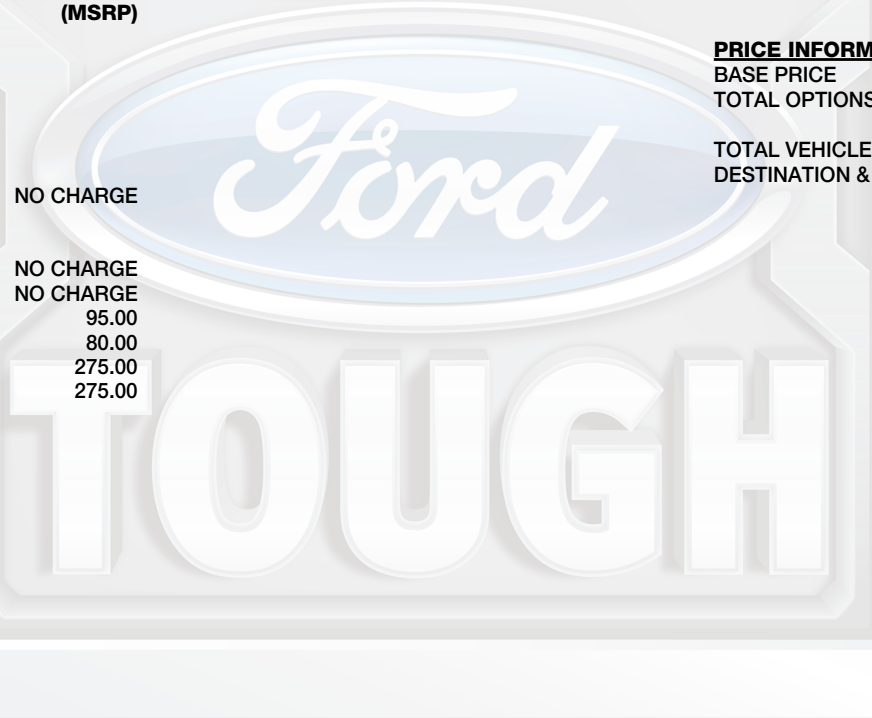 (MSRP)
NO CHARGE
NO CHARGE
NO CHARGE
95.00
80.00
275.00
275.00
PRICE INFORM
BASE PRICE
TOTAL OPTIONS
TOTAL VEHICLE
DESTINATION &
Ford
TOUGH